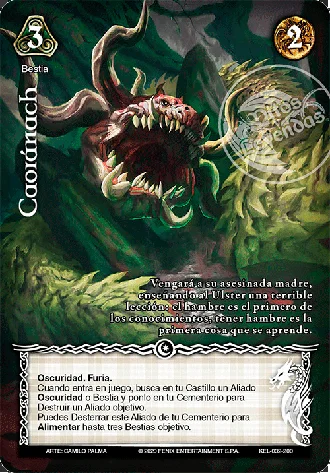 3
2
Bestia
Caoránach
Mitos
Leyendas
Vengará a su asesinada madre,
enseñando al Ulster una terrible
lección: el hambre es el primero de
los conocimientos, tener hambre es la
primera cosa que se aprende.
Oscuridad. Furia.
Cuando entra en juego, busca en tu Castillo un Aliado
Oscuridad o Bestia y ponlo en tu Cementerio para
Destruir un Aliado objetivo.
Puedes Desterrar este Aliado de tu Cementerio para
Alimentar hasta tres Bestias objetivo.
ARTE: CAMILO PALMA
© 2023 FENIX ENTERTAINMENT S.P.A.